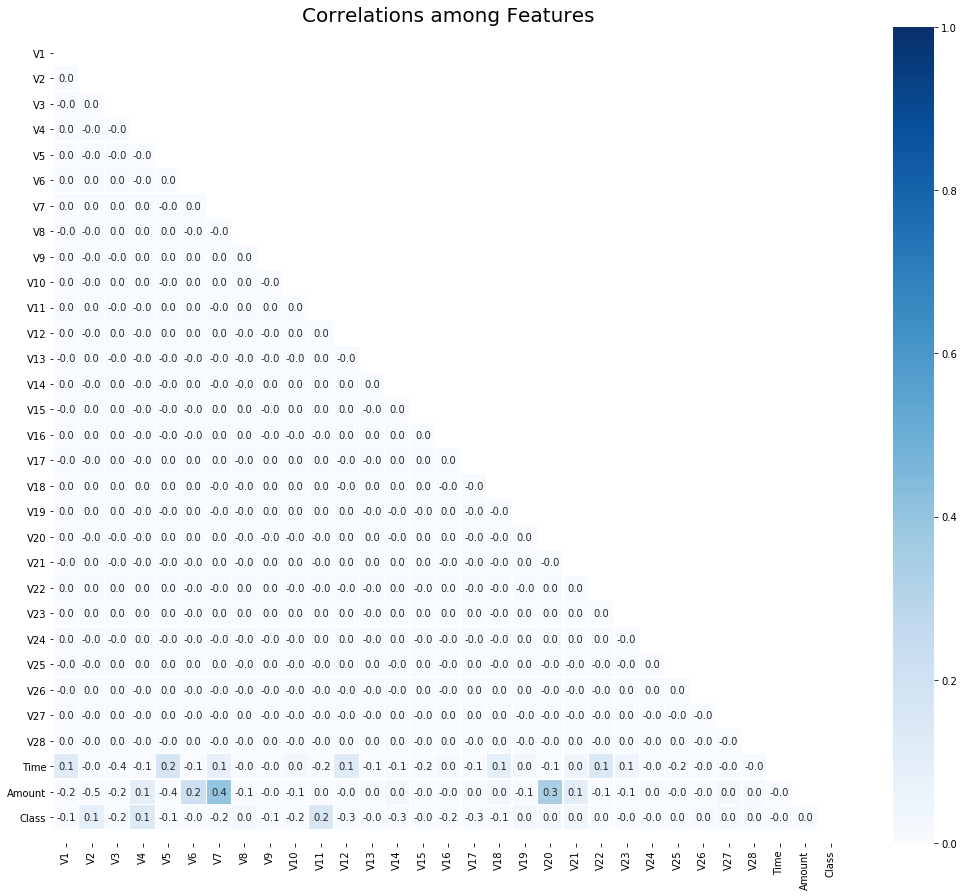 Correlations among Features
V1
V2 0.0
V3 -0.0 0.0
V4 0.0 -0.0 -0.0
V5 0.0 -0.0 -0.0 -0.0
V6 0.0 0.0 0.0 -0.0 0.0
V7 0.0 0.0 0.0 0.0 -0.0 0.0
V8 -0.0 -0.0 0.0 0.0 0.0 -0.0 -0.0
V9 0.0 -0.0 -0.0 0.0 0.0 0.0 0.0 0.0
V10 0.0 -0.0 0.0 0.0 -0.0 0.0 -0.0 0.0 -0.0
V11 0.0 0.0 -0.0 -0.0 0.0 0.0 -0.0 0.0 0.0 0.0
V12 0.0 -0.0 0.0 -0.0 0.0 0.0 -0.0 0.0 -0.0 0.0 0.0
V13 -0.0 0.0 -0.0 0.0 -0.0 -0.0 -0.0 -0.0 -0.0 -0.0 0.0 -0.0
V14 0.0 -0.0 0.0 0.0 0.0 0.0 -0.0 -0.0 0.0 0.0 0.0 0.0 0.0
V15 -0.0 0.0 -0.0 0.0 -0.0 -0.0 -0.0 0.0 -0.0 0.0 0.0 -0.0 -0.0 0.0
V16 0.0 0.0 0.0 -0.0 0.0 0.0 0.0 0.0 -0.0 -0.0 -0.0 0.0 0.0 0.0 0.0
V17 -0.0 -0.0 0.0 -0.0 0.0 0.0 0.0 -0.0 0.0 0.0 0.0 -0.0 -0.0 0.0 -0.0 0.0
V18 0.0 0.0 0.0 -0.0 0.0 0.0 0.0 -0.0 0.0 0.0 0.0 -0.0 0.0 0.0 0.0 -0.0 -0.0
V19 0.0 -0.0 0.0 -0.0 -0.0 -0.0 -0.0 -0.0 0.0 0.0 -0.0 0.0 -0.0 -0.0 -0.0 0.0 -0.0 -0.0
V20 0.0 0.0 0.0 -0.0 -0.0 -0.0 0.0 0.0 -0.0 -0.0 -0.0 0.0 0.0 -0.0 0.0 0.0 -0.0 -0.0 0.0
V21 -0.0 0.0 0.0 -0.0 -0.0 -0.0 0.0 -0.0 0.0 0.0 -0.0 0.0 0.0 -0.0 0.0 -0.0 -0.0 -0.0 0.0 -0.0
V22 0.0 0.0 0.0 0.0 0.0 -0.0 -0.0 0.0 0.0 -0.0 0.0 -0.0 -0.0 0.0 -0.0 0.0 -0.0 -0.0 -0.0 0.0 0.0
V23 0.0 0.0 -0.0 0.0 0.0 0.0 -0.0 0.0 -0.0 0.0 0.0 0.0 -0.0 0.0 0.0 0.0 0.0 -0.0 0.0 0.0 0.0 0.0
V24 0.0 -0.0 -0.0 0.0 -0.0 -0.0 0.0 -0.0 -0.0 -0.0 0.0 0.0 0.0 0.0 -0.0 -0.0 -0.0 -0.0 0.0 0.0 -0.0 0.0 -0.0
V25 -0.0 -0.0 -0.0 0.0 0.0 0.0 -0.0 -0.0 0.0 -0.0 -0.0 0.0 -0.0 -0.0 0.0 -0.0 0.0 -0.0 0.0 0.0 -0.0 -0.0 -0.0 0.0
V26 -0.0 0.0 -0.0 -0.0 0.0 -0.0 -0.0 -0.0 -0.0 -0.0 -0.0 -0.0 -0.0 -0.0 0.0 -0.0 0.0 0.0 0.0 -0.0 -0.0 -0.0 0.0 0.0 0.0
V27 0.0 -0.0 0.0 0.0 0.0 -0.0 -0.0 0.0 -0.0 -0.0 -0.0 -0.0 -0.0 0.0 -0.0 0.0 0.0 0.0 -0.0 -0.0 -0.0 0.0 0.0 -0.0 -0.0 -0.0
V28 0.0 -0.0 0.0 -0.0 -0.0 0.0 0.0 -0.0 0.0 -0.0 -0.0 0.0 0.0 0.0 -0.0 0.0 -0.0 0.0 -0.0 -0.0 0.0 -0.0 0.0 -0.0 -0.0 -0.0 -0.0
Time 0.1 -0.0 -0.4 -0.1 0.2 -0.1 0.1 -0.0 -0.0 0.0 -0.2 0.1 -0.1 -0.1 -0.2 0.0 -0.1 0.1 0.0 -0.1 0.0 0.1 0.1 -0.0 -0.2 -0.0 -0.0 -0.0
Amount -0.2 -0.5 -0.2 0.1 -0.4 0.2 0.4 -0.1 -0.0 -0.1 0.0 -0.0 0.0 0.0 -0.0 -0.0 0.0 0.0 -0.1 0.3 0.1 -0.1 -0.1 0.0 -0.0 -0.0 0.0 0.0 -0.0
Class -0.1 0.1 -0.2 0.1 -0.1 -0.0 -0.2 0.0 -0.1 -0.2 0.2 -0.3 -0.0 -0.3 -0.0 -0.2 -0.3 -0.1 0.0 0.0 0.0 0.0 -0.0 -0.0 0.0 0.0 0.0 0.0 -0.0 0.0
V1 V2 V3 V4 V5 V6 V7 V8 V9 V10 V11 V12 V13 V14 V15 V16 V17 V18 V19 V20 V21 V22 V23 V24 V25 V26 V27 V28 Time Amount Class
1.0
0.8
0.6
0.4
0.2
0.0